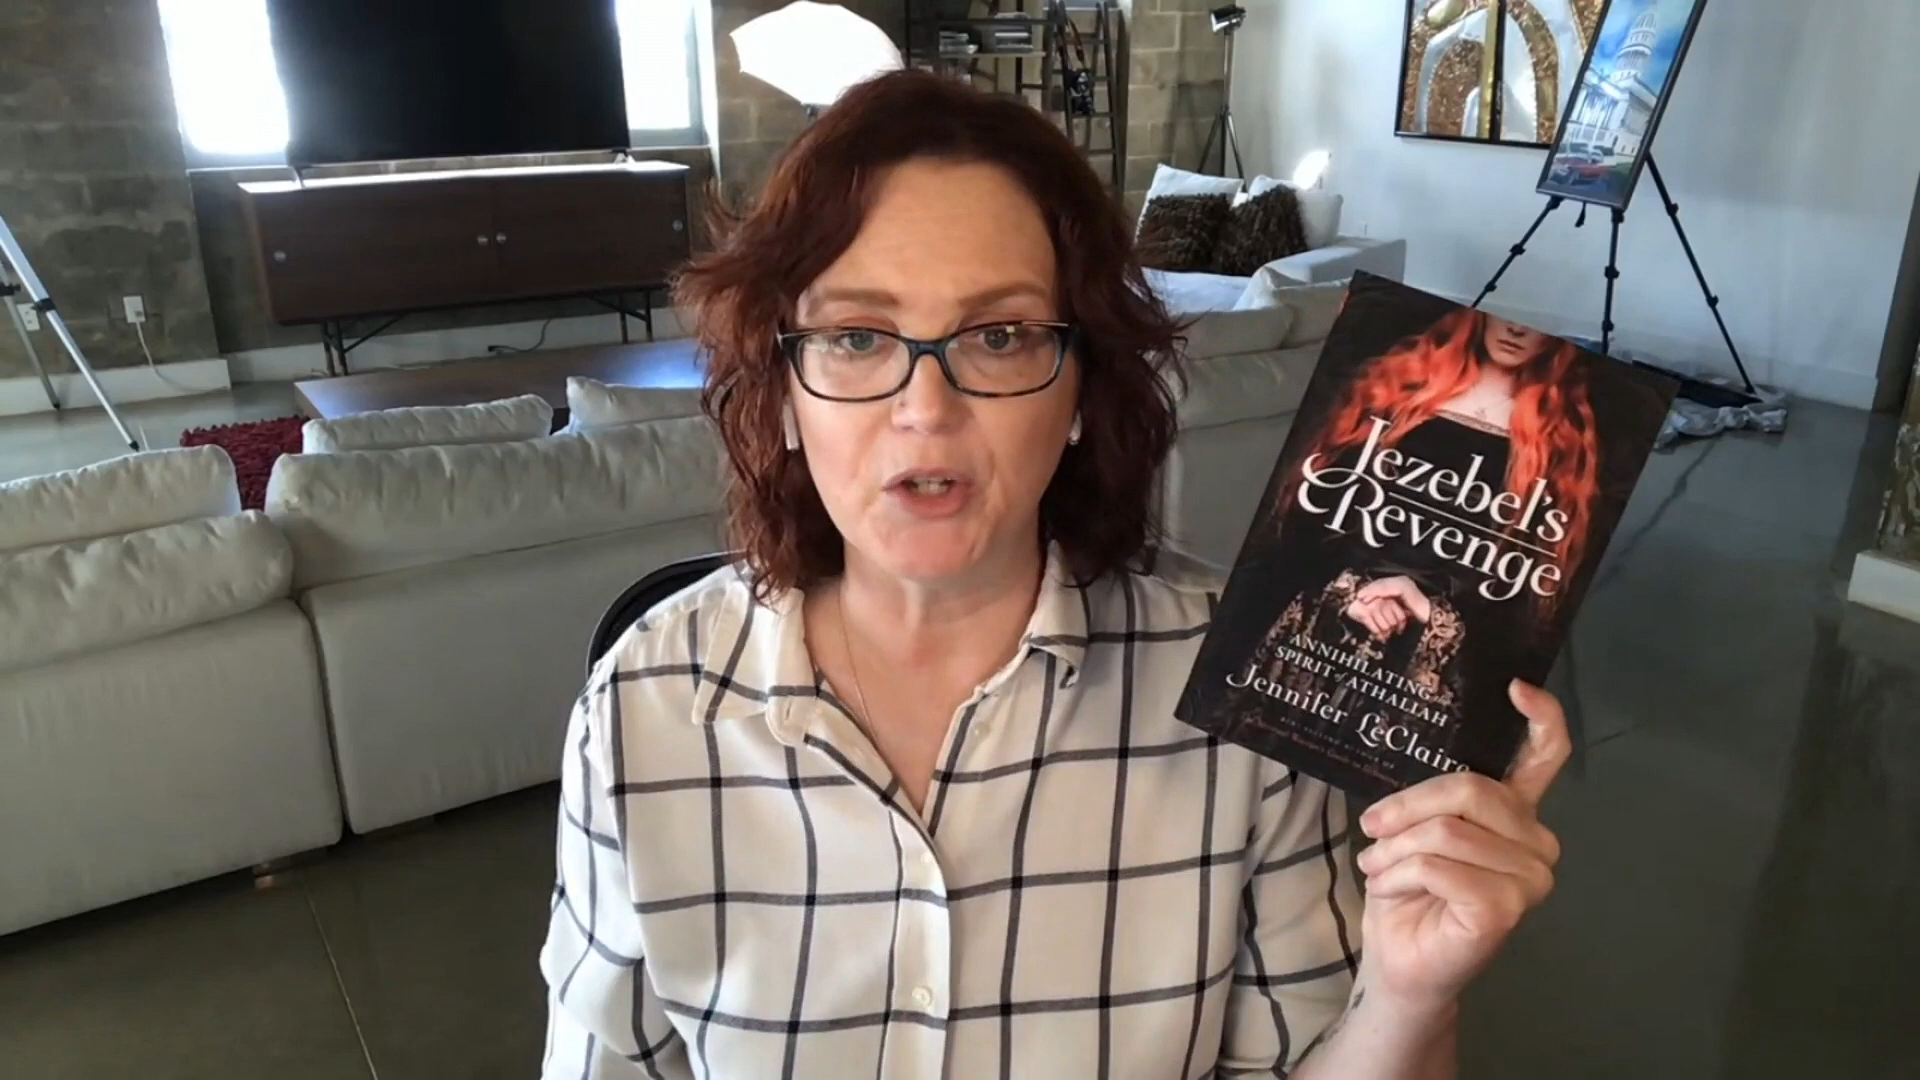 Jezebel's
Revenge
ANNIHILATING
SPIRIT of ATHALIAH
Jennifer LeClaire